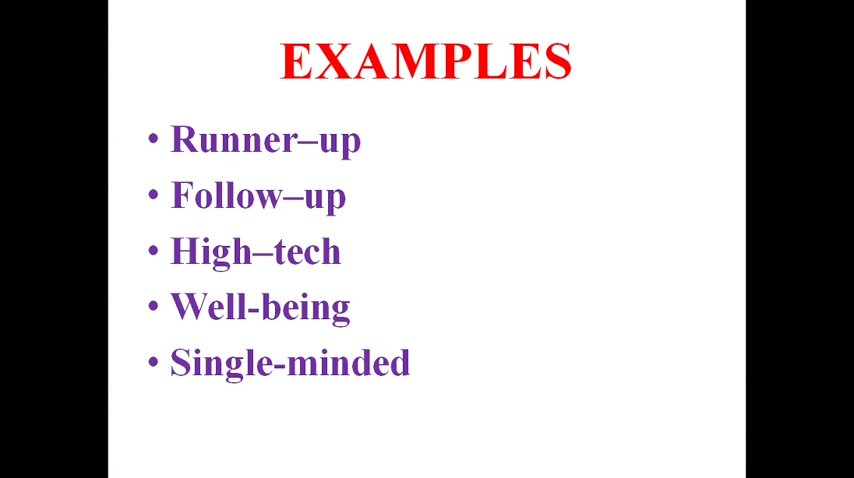 EXAMPLES
• Runner–up
• Follow–up
• High–tech
• Well-being
• Single-minded